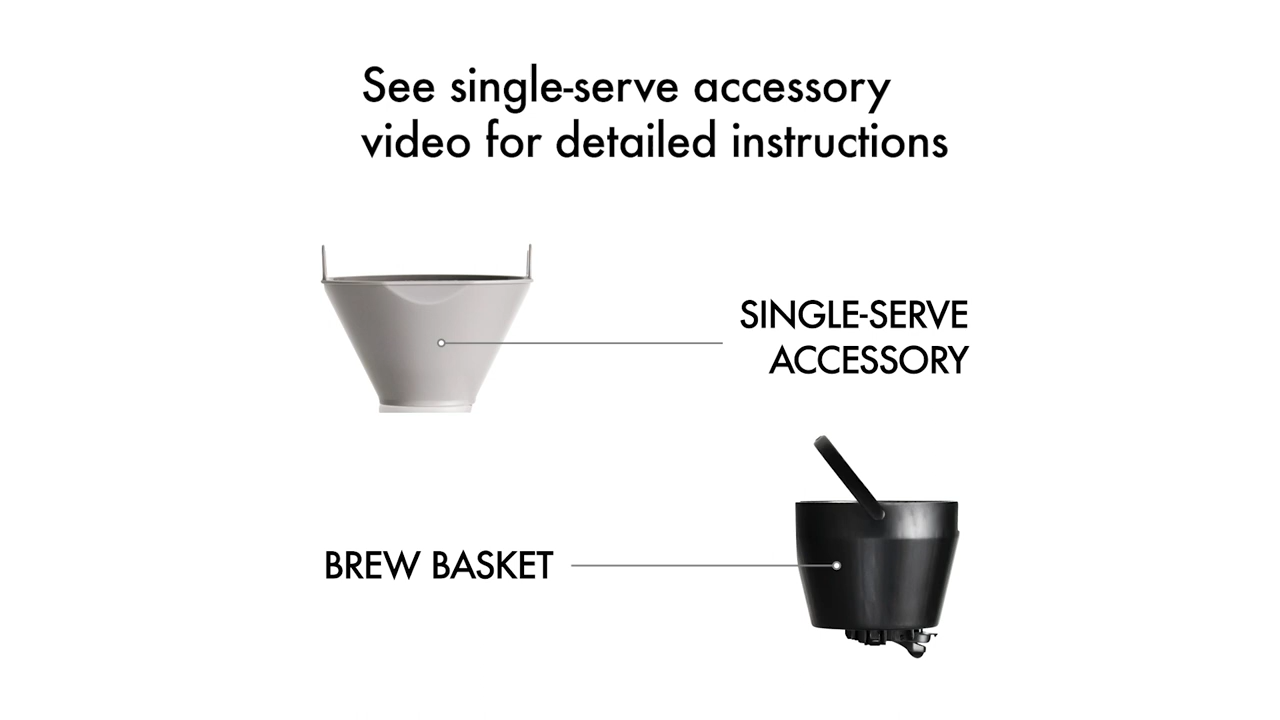 See single-serve accessory
video for detailed instructions
SINGLE-SERVE
ACCESSORY
BREW BASKET